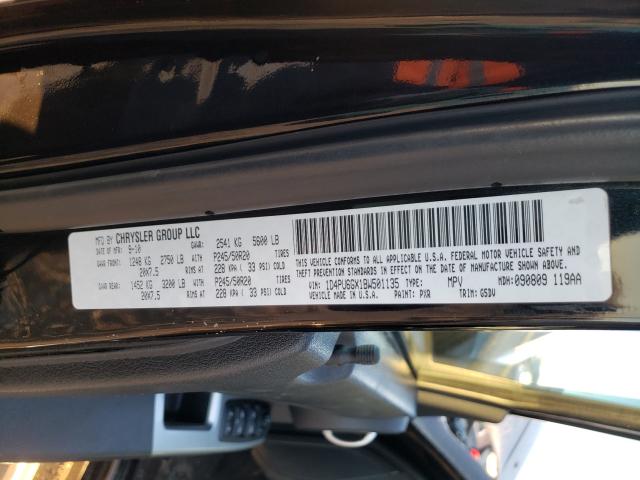 MFD BY CHRYSLER GROUP LLC
DATE OF MFR: 9-10 GVWR: 2541 KG 5600 LB
GAWR FRONT: 1248 KG 2750 LB WITH P245/50R20 TIRES
20X7.5 RIMS AT 228 KPA ( 33 PSI) COLD
GAWR REAR: 1452 KG 3200 LB WITH P245/50R20 TIRES
20X7.5 RIMS AT 228 KPA ( 33 PSI) COLD
THIS VEHICLE CONFORMS TO ALL APPLICABLE U.S.A. FEDERAL MOTOR VEHICLE SAFETY AND
THEFT PREVENTION STANDARDS IN EFFECT IN THE U.S.A. ON THE DATE OF MANUFACTURE SHOWN ABOVE.
VIN: 1D4PU6GX1BW501135 TYPE: MPV MDH: 090809 119AA
MADE IN U.S.A. PAINT: PXR TRIM: G5DV